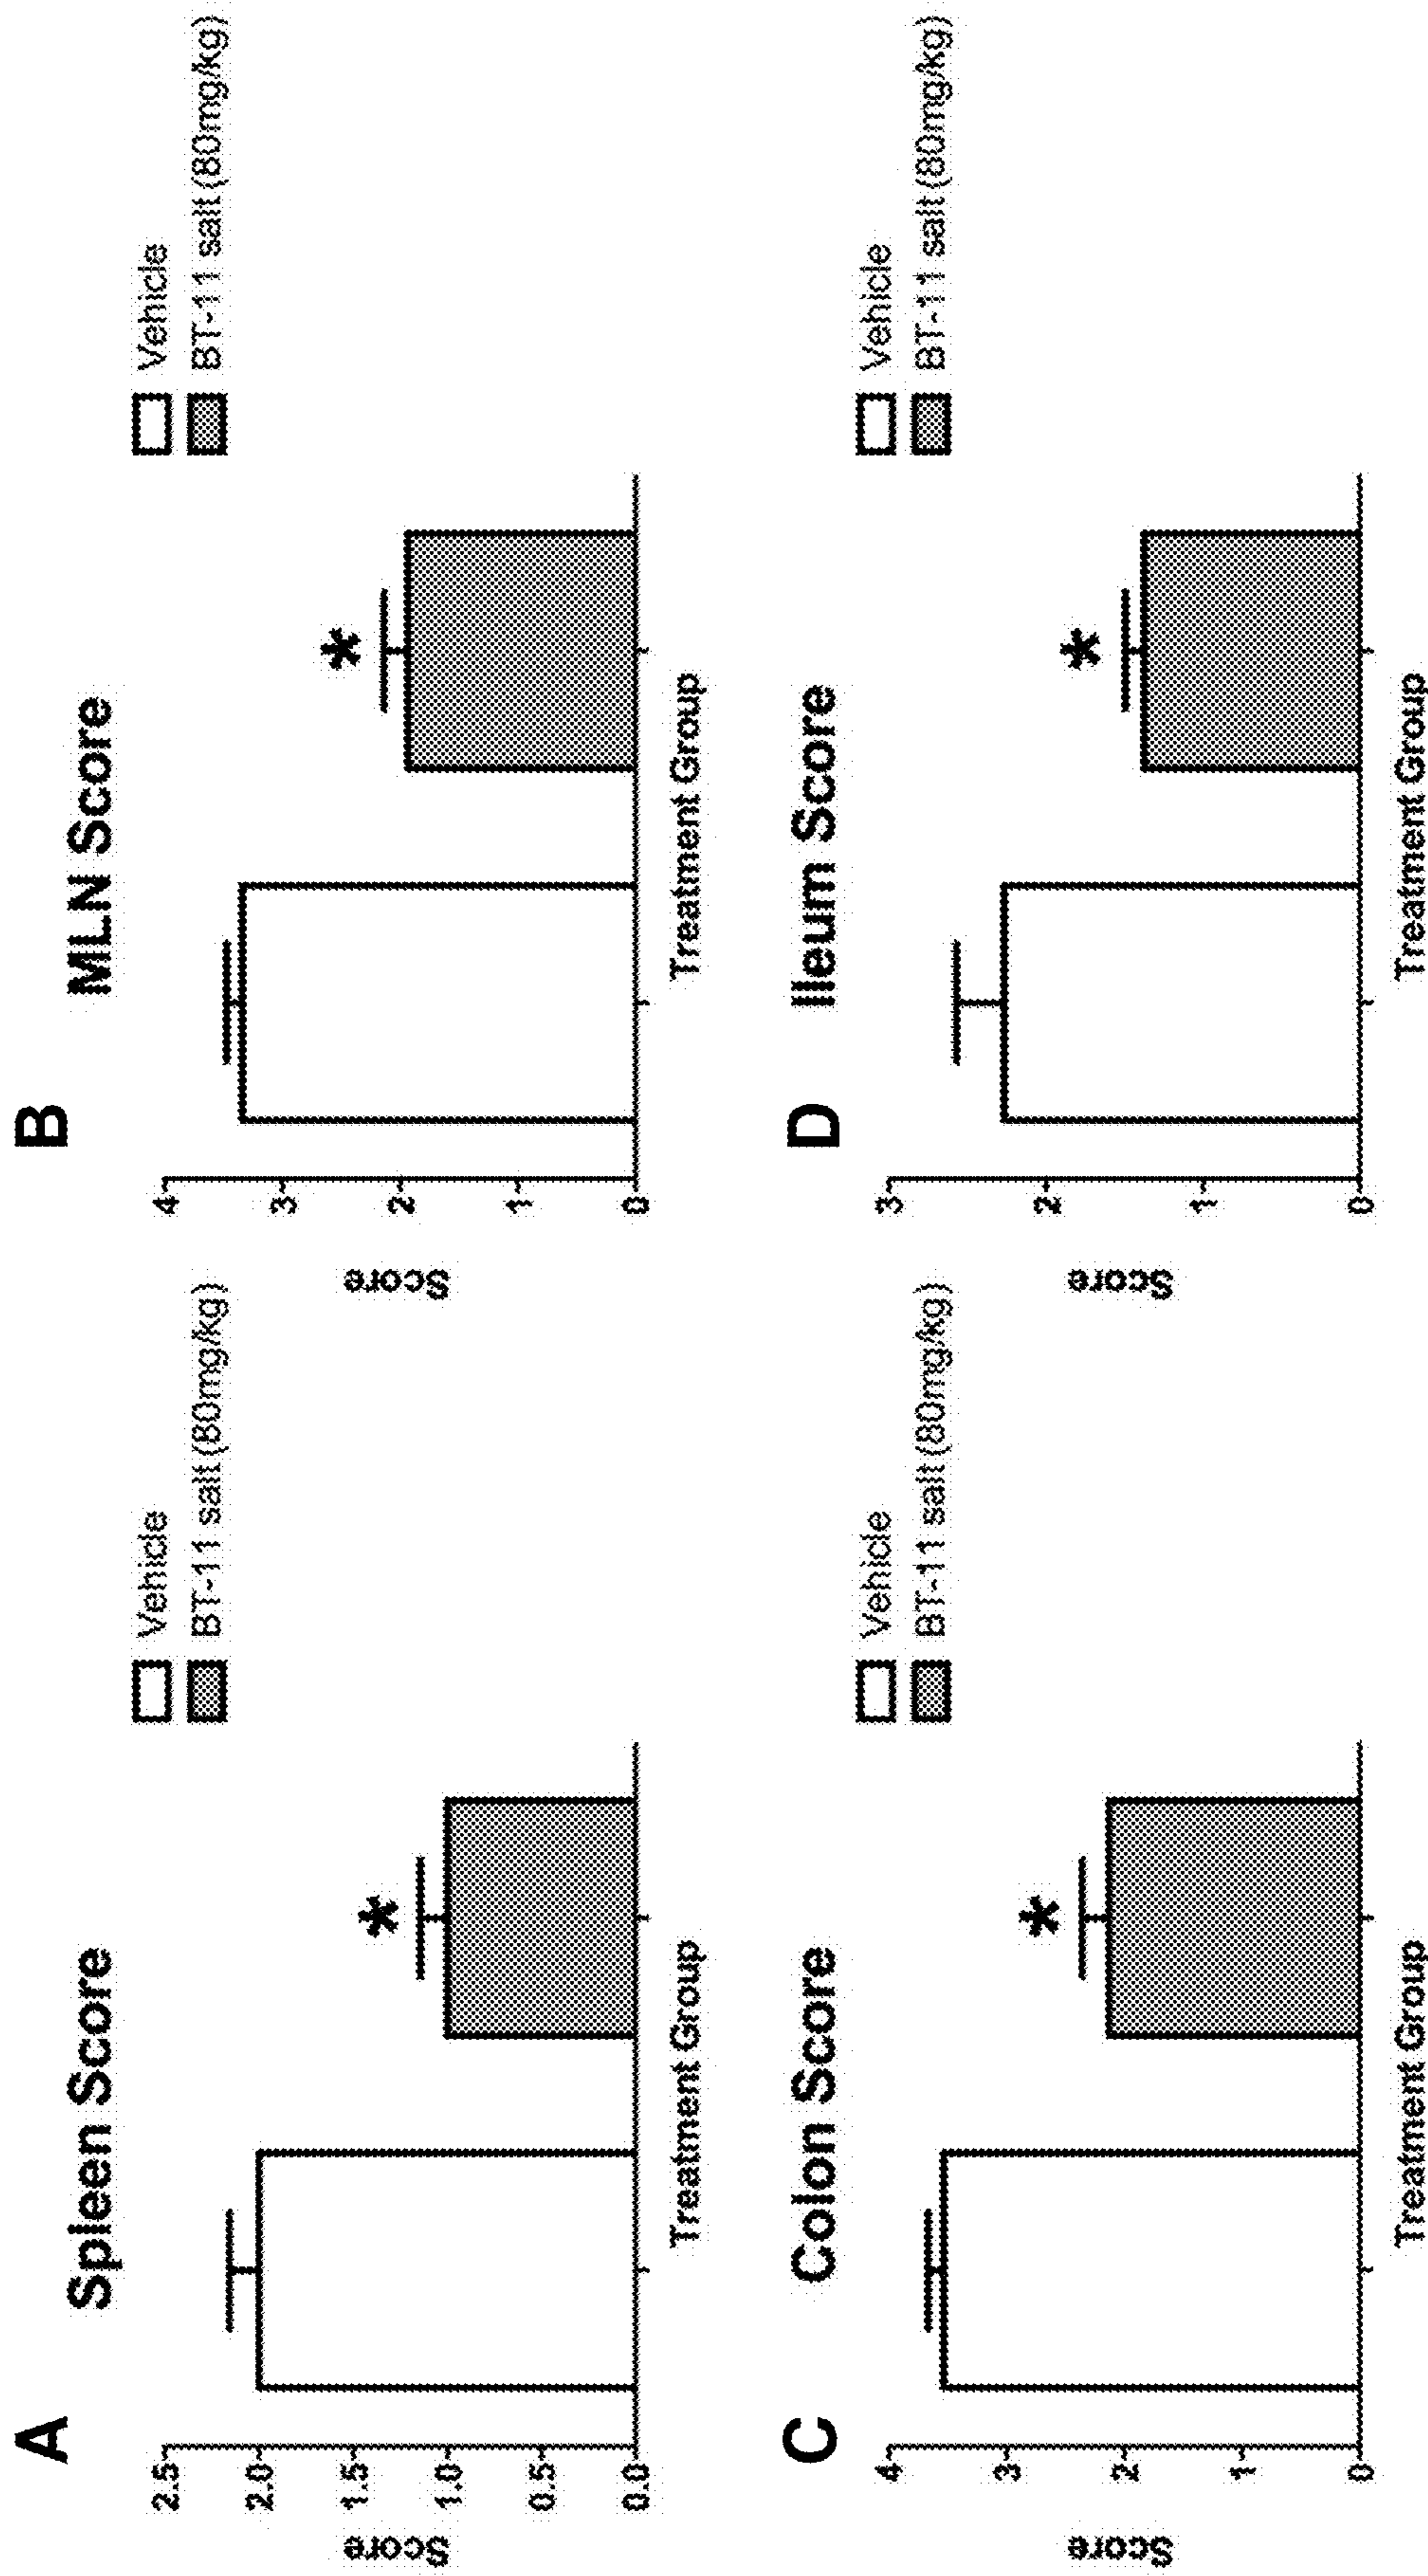 A
Spleen Score
Score
2.5
2.0
1.5
1.0
0.5
0.0
*
Treatment Group
Vehicle
BT-11 salt (80mg/kg)
B
MLN Score
Score
4
3
2
1
0
*
Treatment Group
Vehicle
BT-11 salt (80mg/kg)
C
Colon Score
Score
4
3
2
1
0
*
Treatment Group
Vehicle
BT-11 salt (80mg/kg)
D
Ileum Score
Score
3
2
1
0
*
Treatment Group
Vehicle
BT-11 salt (80mg/kg)